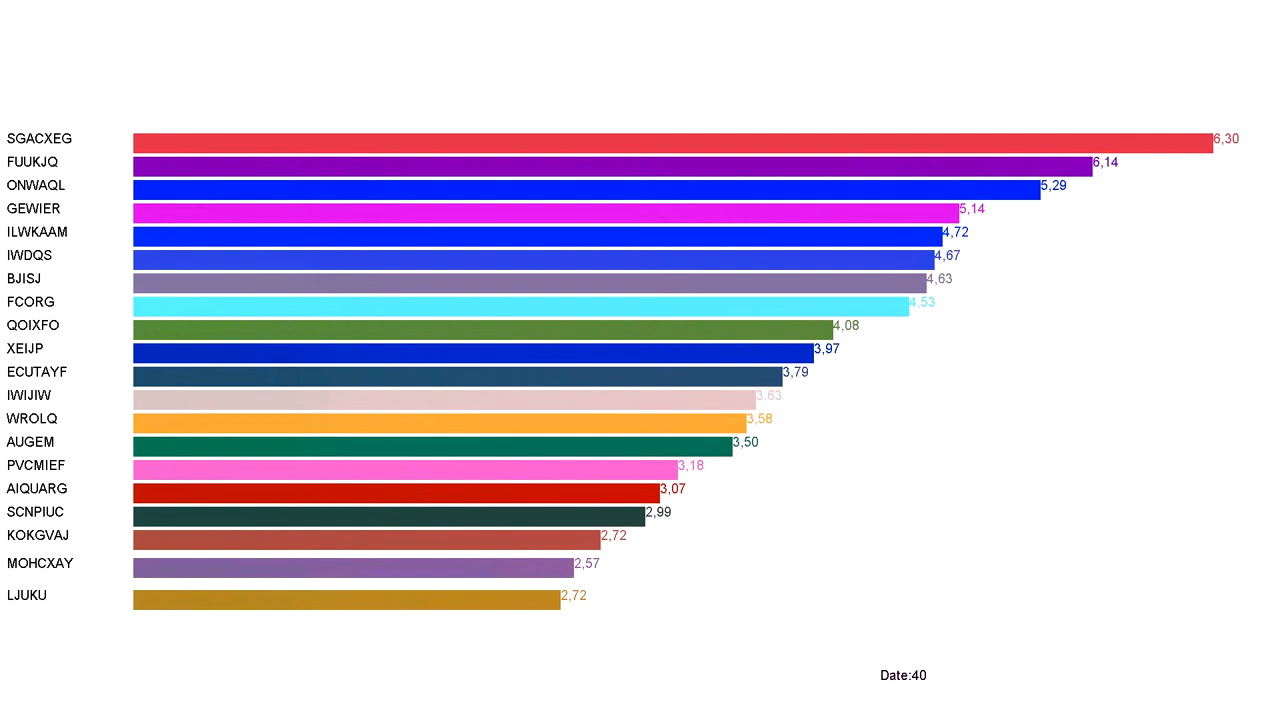 SGACXEG 6,30
FUUKJQ 6,14
ONWAQL 5,29
GEWIER 5,14
ILWKAAM 4,72
IWDQS 4,67
BJISJ 4,63
FCORG 4,53
QOIXFO 4,08
XEIJP 3,97
ECUTAYF 3,79
IWIJIW 3,63
WROLQ 3,58
AUGEM 3,50
PVCMIEF 3,18
AIQUARG 3,07
SCNPIUC 2,99
KOKGVAJ 2,72
MOHCXAY 2,57
LJUKU 2,72
Date:40